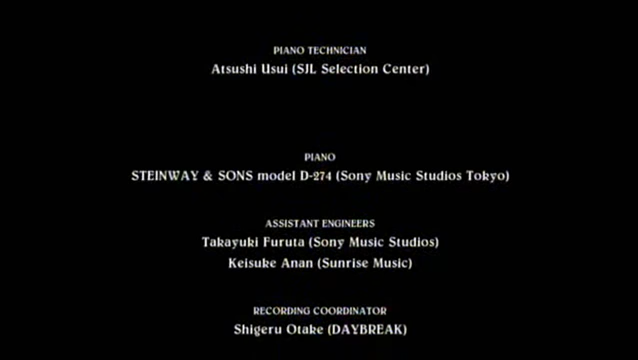 PIANO TECHNICIAN
Atsushi Usui (SJL Selection Center)
PIANO
STEINWAY & SONS model D-274 (Sony Music Studios Tokyo)
ASSISTANT ENGINEERS
Takayuki Furuta (Sony Music Studios)
Keisuke Anan (Sunrise Music)
RECORDING COORDINATOR
Shigeru Otake (DAYBREAK)